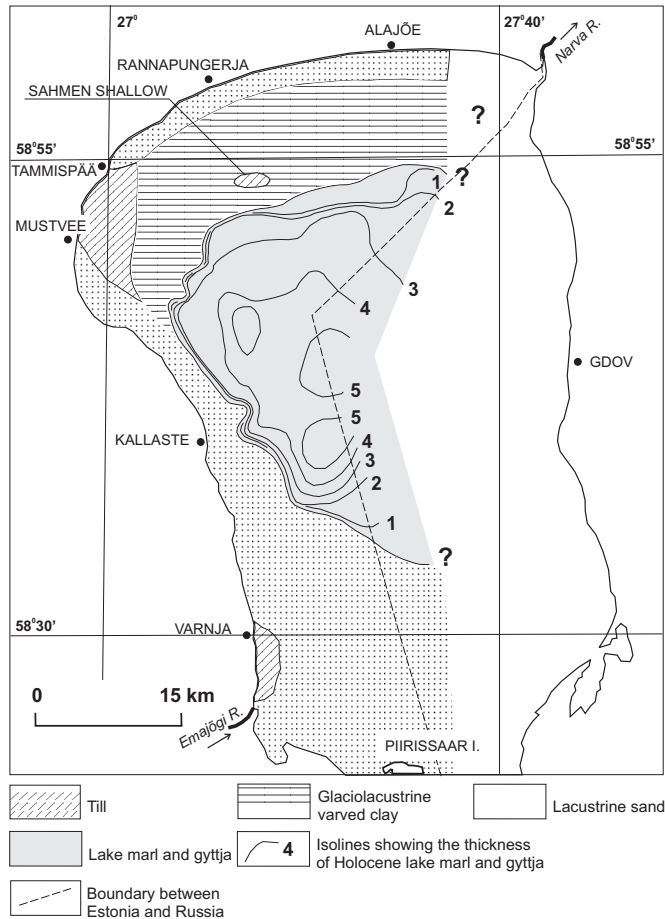 27°
27°40'
ALAJÕE
Narva R.
RANNAPUNGERJA
SAHMEN SHALLOW
?
58°55'
58°55'
TAMMISPÄÄ
?
1
2
MUSTVEE
3
4
GDOV
5
5
KALLASTE
4
3
2
1
?
58°30'
VARNJA
0
15 km
Emajõgi R.
PIIRISSAAR I.
Till
Glaciolacustrine
varved clay
Lacustrine sand
Lake marl and gyttja
4
Isolines showing the thickness
of Holocene lake marl and gyttja
Boundary between
Estonia and Russia